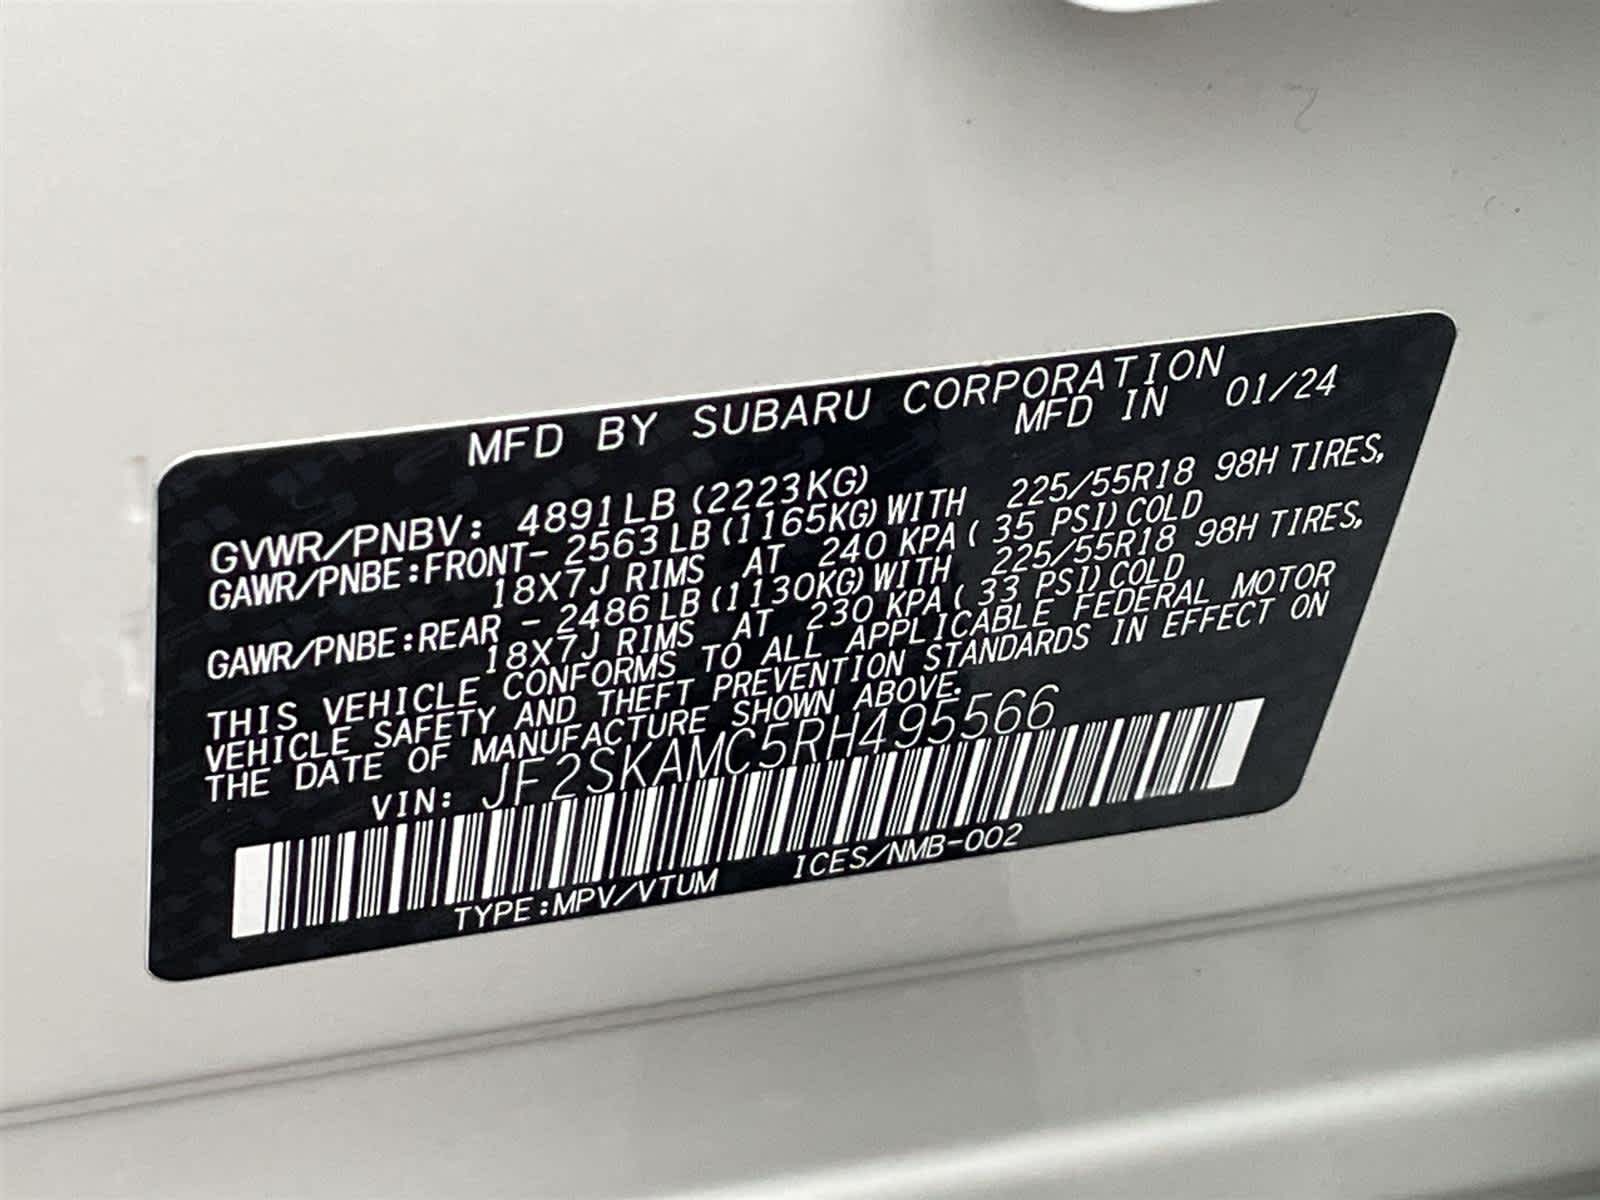 MFD BY SUBARU CORPORATION
MFD IN 01/24
GVWR/PNBV: 4891LB (2223KG)
GAWR/PNBE:FRONT- 2563LB (1165KG) WITH 225/55R18 98H TIRES,
18X7J RIMS AT 240 KPA ( 35 PSI) COLD
GAWR/PNBE:REAR - 2486LB (1130KG) WITH 225/55R18 98H TIRES,
18X7J RIMS AT 230 KPA ( 33 PSI) COLD
THIS VEHICLE CONFORMS TO ALL APPLICABLE FEDERAL MOTOR
VEHICLE SAFETY AND THEFT PREVENTION STANDARDS IN EFFECT ON
THE DATE OF MANUFACTURE SHOWN ABOVE.
VIN: JF2SKAMC5RH495566
TYPE:MPV/VTUM ICES/NMB-002